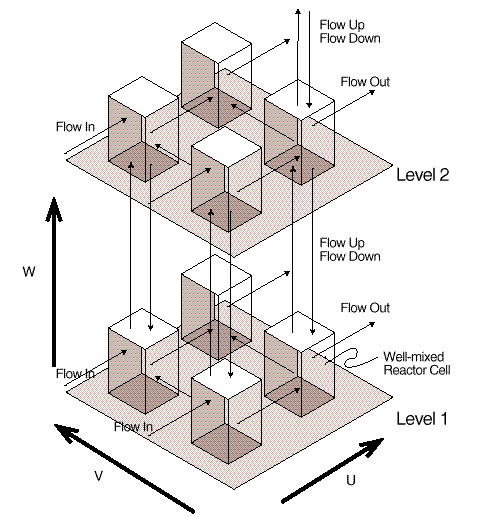 Flow Up
Flow Down
Flow Out
Flow In
Level 2
W
Flow Up
Flow Down
Flow Out
Well-mixed
Reactor Cell
Flow In
Level 1
Flow In
V
U